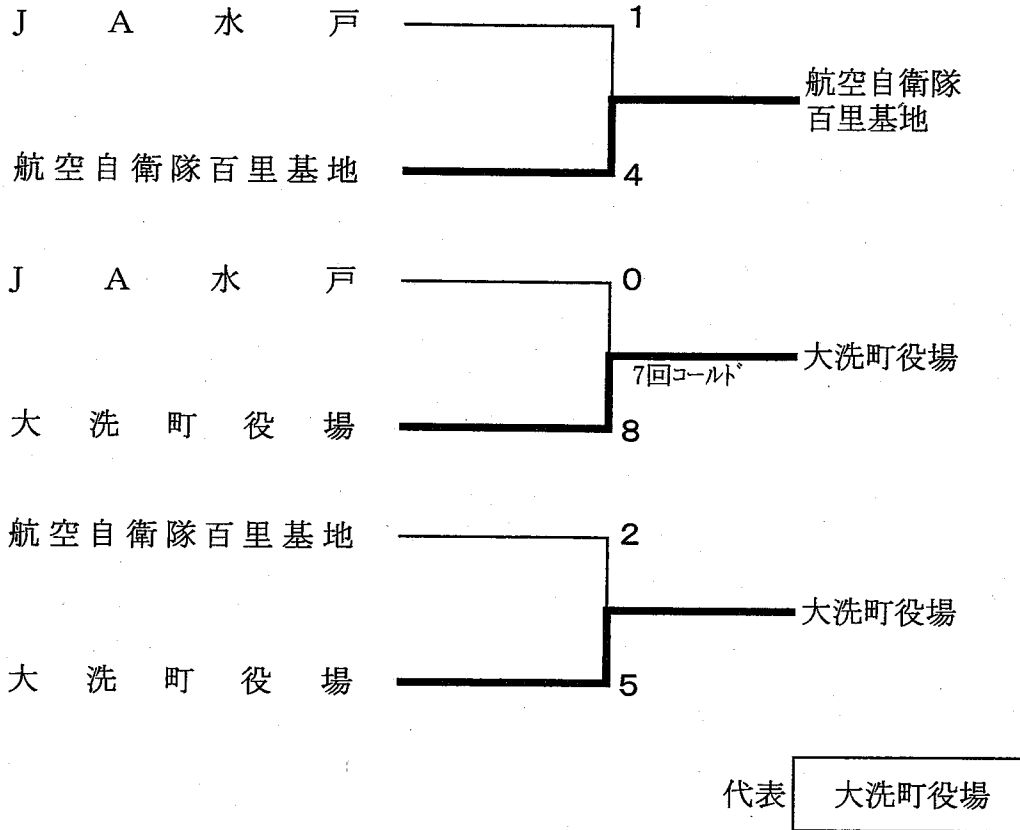 J A 水 戸 1
航空自衛隊
百里基地
航空自衛隊百里基地 4
J A 水 戸 0
7回コールド 大洗町役場
大 洗 町 役 場 8
航空自衛隊百里基地 2
大洗町役場
大 洗 町 役 場 5
代表 大洗町役場